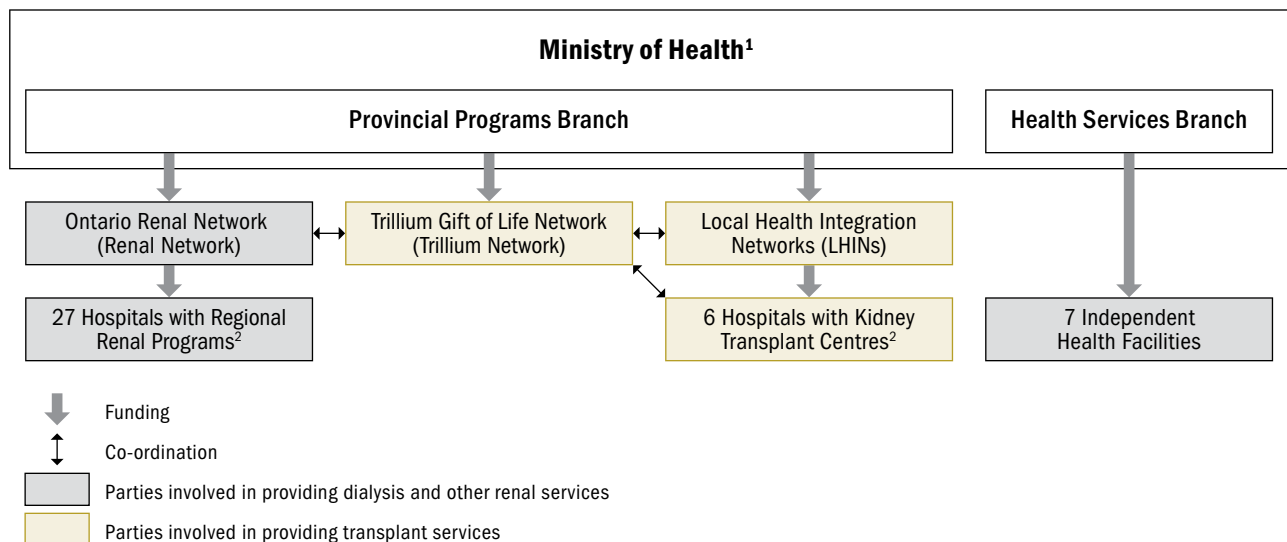 Ministry of Health¹
Provincial Programs Branch
Health Services Branch
Ontario Renal Network
(Renal Network)
Trillium Gift of Life Network
(Trillium Network)
Local Health Integration
Networks (LHINs)
27 Hospitals with Regional
Renal Programs²
6 Hospitals with Kidney
Transplant Centres²
7 Independent
Health Facilities
Funding
Co-ordination
Parties involved in providing dialysis and other renal services
Parties involved in providing transplant services